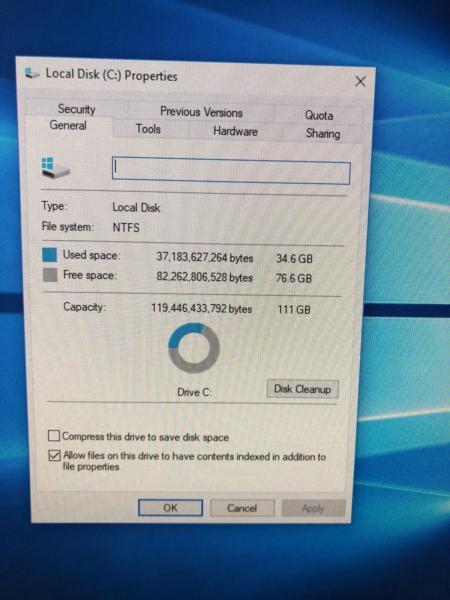 Local Disk (C:) Properties
Security Previous Versions Quota
General Tools Hardware Sharing
Type: Local Disk
File system: NTFS
Used space: 37,183,627,264 bytes 34.6 GB
Free space: 82,262,806,528 bytes 76.6 GB
Capacity: 119,446,433,792 bytes 111 GB
Drive C: Disk Cleanup
Compress this drive to save disk space
Allow files on this drive to have contents indexed in addition to
file properties
OK Cancel Apply